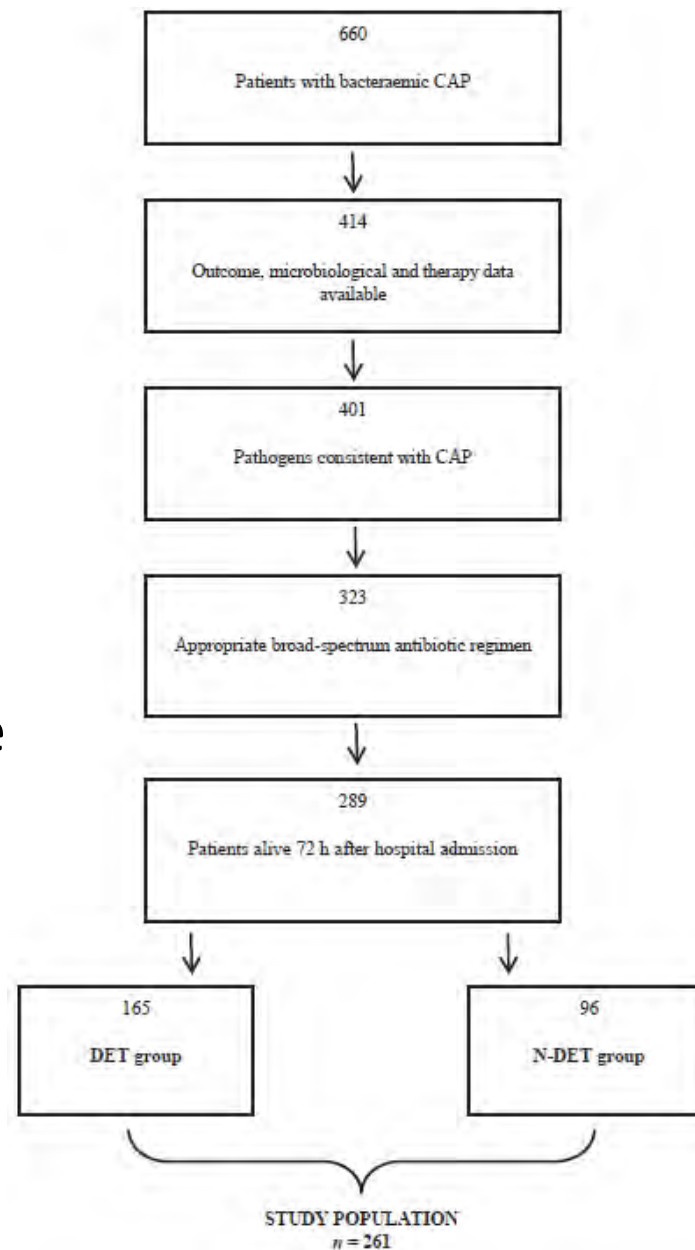 660
Patients with bacteraemic CAP
414
Outcome, microbiological and therapy data
available
401
Pathogens consistent with CAP
323
Appropriate broad-spectrum antibiotic regimen
e
289
Patients alive 72 h after hospital admission
165
DET group
96
N-DET group
STUDY POPULATION
n = 261